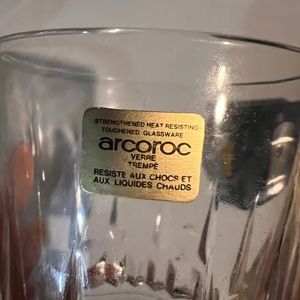 STRENGTHENED HEAT RESISTING
TOUGHENED GLASSWARE
arcoroc
VERRE
TREMPÉ
RESISTE AUX CHOCS ET
AUX LIQUIDES CHAUDS